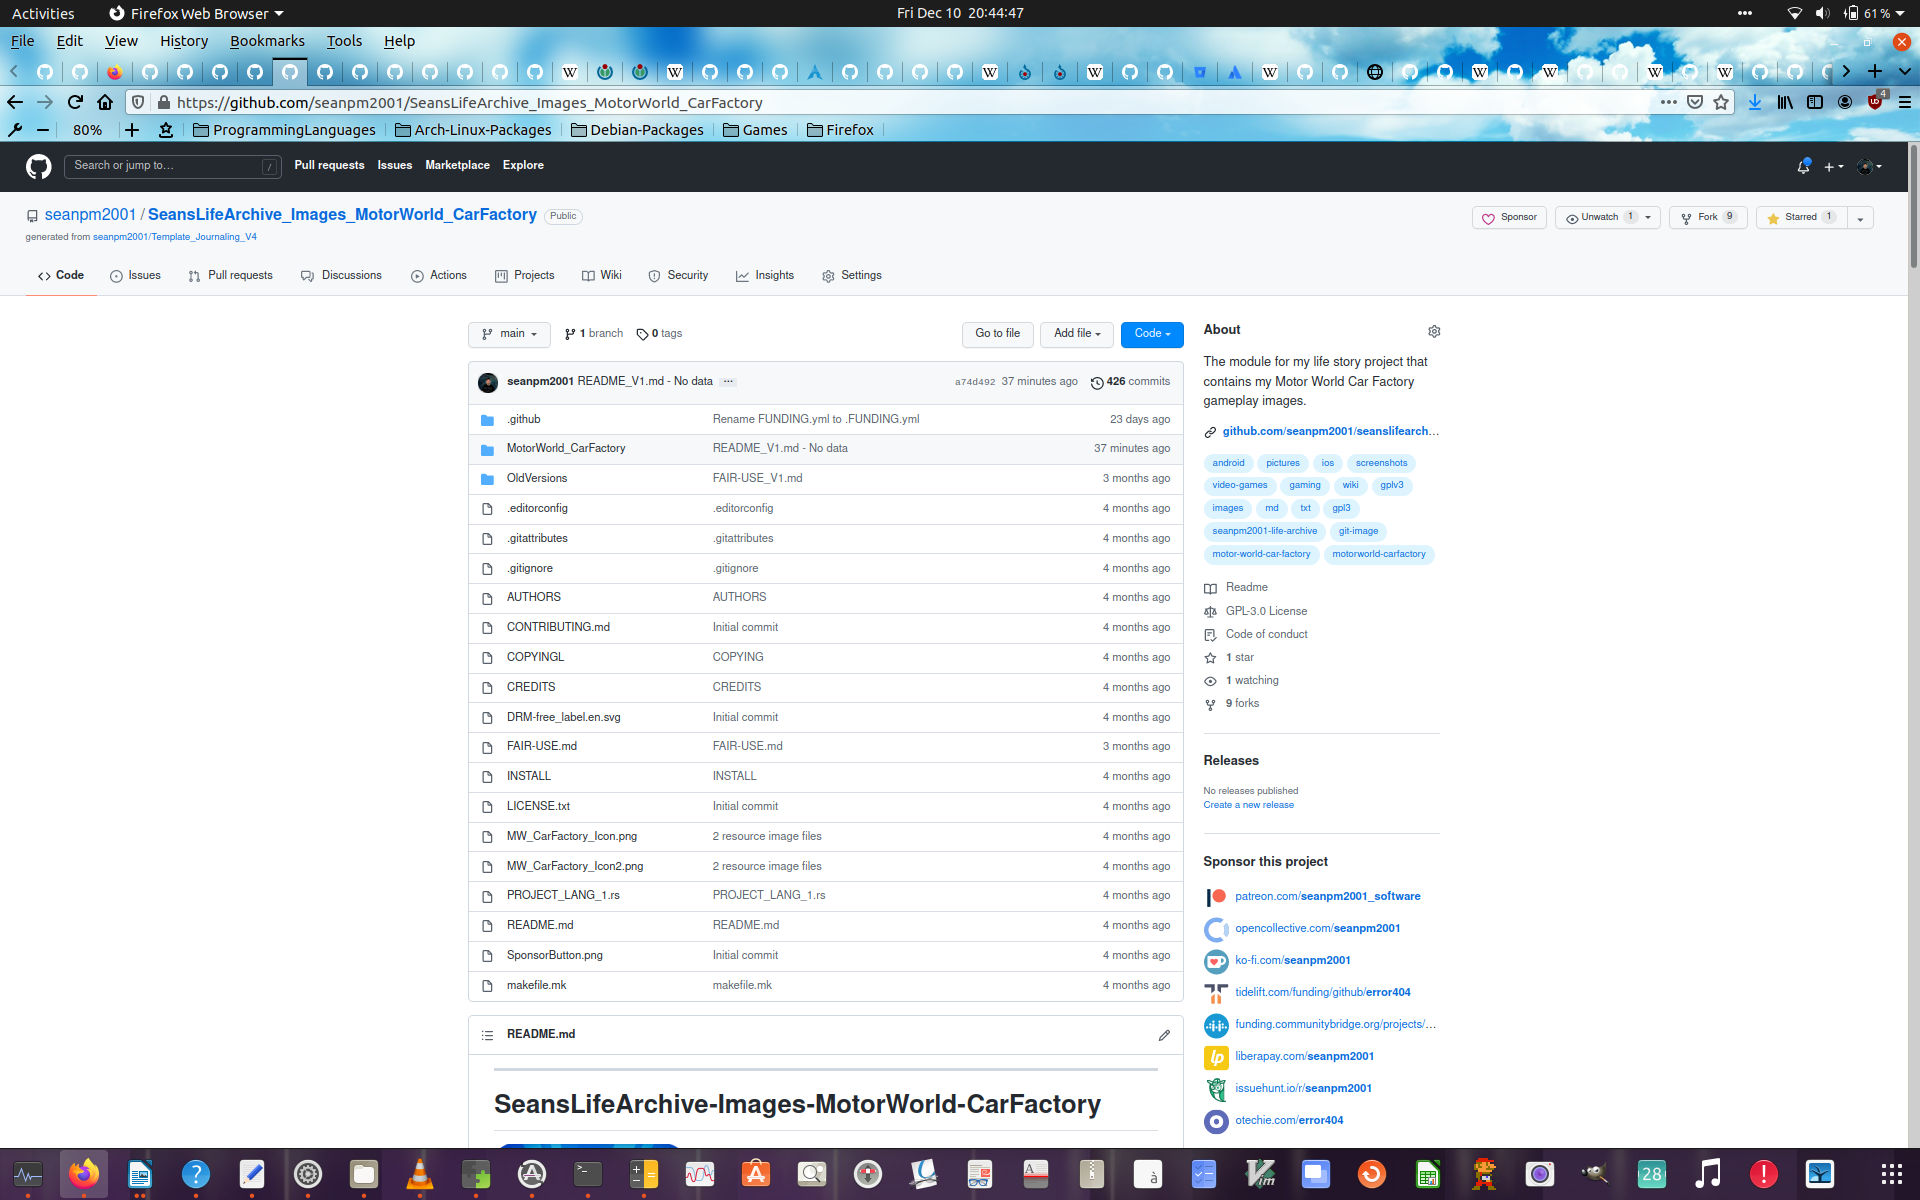 Activities Firefox Web Browser Fri Dec 10 20:44:47 61 %
File Edit View History Bookmarks Tools Help
https://github.com/seanpm2001/SeansLifeArchive_Images_MotorWorld_CarFactory 4
80% ProgrammingLanguages Arch-Linux-Packages Debian-Packages Games Firefox
Search or jump to… / Pull requests Issues Marketplace Explore
seanpm2001 / SeansLifeArchive_Images_MotorWorld_CarFactory Public Sponsor Unwatch 1 Fork 9 Starred 1
generated from seanpm2001/Template_Journaling_V4
Code Issues Pull requests Discussions Actions Projects Wiki Security Insights Settings
main 1 branch 0 tags Go to file Add file Code
seanpm2001 README_V1.md - No data ... a74d492 37 minutes ago 426 commits
.github Rename FUNDING.yml to .FUNDING.yml 23 days ago
MotorWorld_CarFactory README_V1.md - No data 37 minutes ago
OldVersions FAIR-USE_V1.md 3 months ago
.editorconfig .editorconfig 4 months ago
.gitattributes .gitattributes 4 months ago
.gitignore .gitignore 4 months ago
AUTHORS AUTHORS 4 months ago
CONTRIBUTING.md Initial commit 4 months ago
COPYINGL COPYING 4 months ago
CREDITS CREDITS 4 months ago
DRM-free_label.en.svg Initial commit 4 months ago
FAIR-USE.md FAIR-USE.md 3 months ago
INSTALL INSTALL 4 months ago
LICENSE.txt Initial commit 4 months ago
MW_CarFactory_Icon.png 2 resource image files 4 months ago
MW_CarFactory_Icon2.png 2 resource image files 4 months ago
PROJECT_LANG_1.rs PROJECT_LANG_1.rs 4 months ago
README.md README.md 4 months ago
SponsorButton.png Initial commit 4 months ago
makefile.mk makefile.mk 4 months ago
README.md
SeansLifeArchive-Images-MotorWorld-CarFactory
About
The module for my life story project that
contains my Motor World Car Factory
gameplay images.
github.com/seanpm2001/seanslifearch...
android pictures ios screenshots
video-games gaming wiki gplv3
images md txt gpl3
seanpm2001-life-archive git-image
motor-world-car-factory motorworld-carfactory
Readme
GPL-3.0 License
Code of conduct
1 star
1 watching
9 forks
Releases
No releases published
Create a new release
Sponsor this project
patreon.com/seanpm2001_software
opencollective.com/seanpm2001
ko-fi.com/seanpm2001
tidelift.com/funding/github/error404
funding.communitybridge.org/projects/...
liberapay.com/seanpm2001
issuehunt.io/r/seanpm2001
otechie.com/error404
28